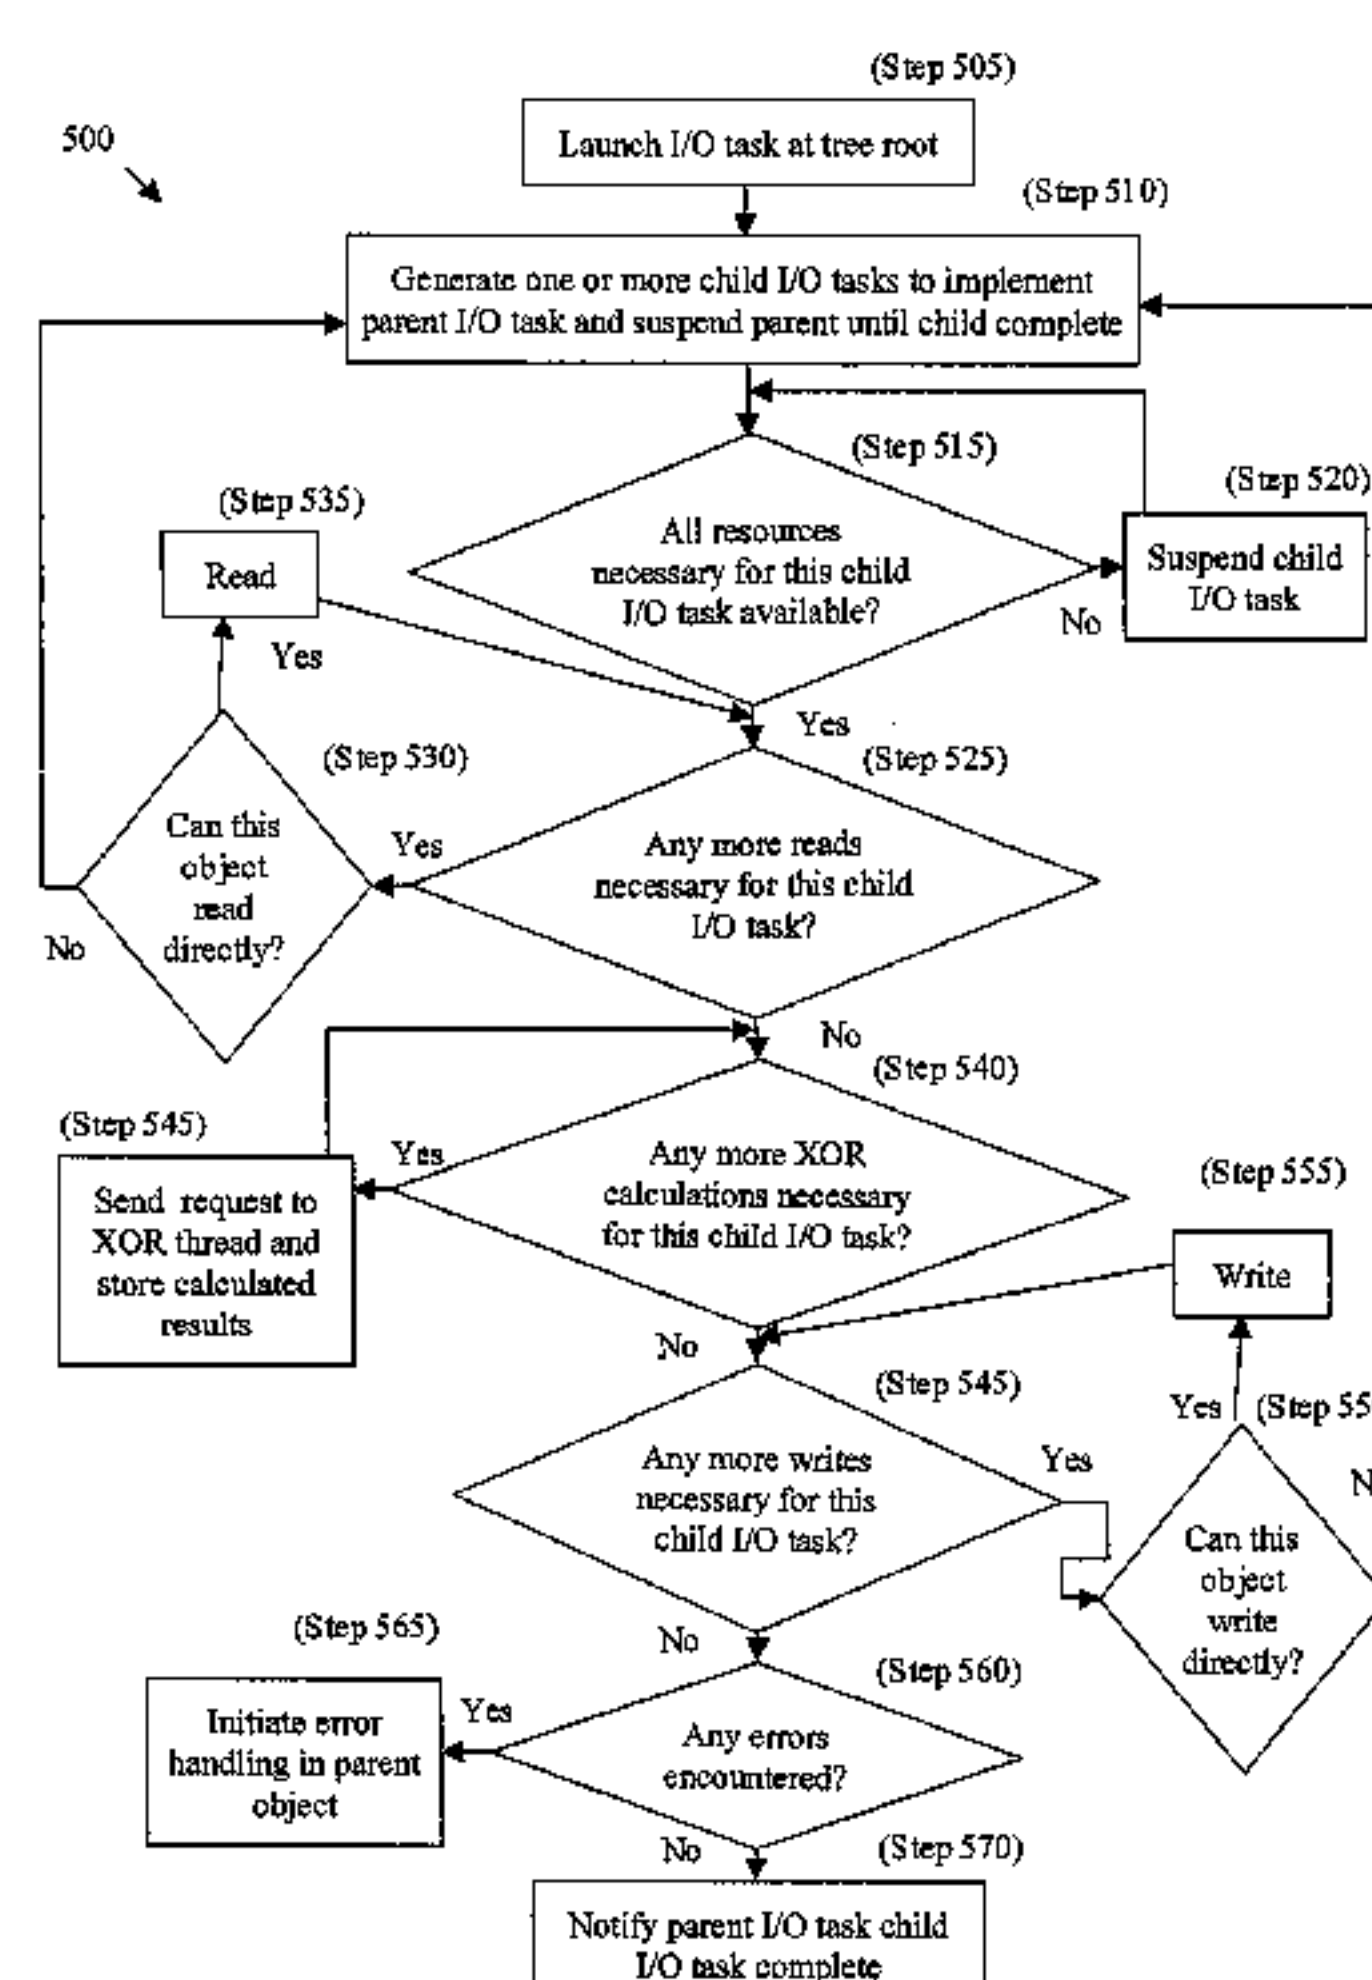 (Step 505)
500
Launch I/O task at tree root
(Step 510)
Generate one or more child I/O tasks to implement
parent I/O task and suspend parent until child complete
(Step 515)
(Step 520)
(Step 535)
All resources
necessary for this child
I/O task available?
Suspend child
I/O task
Read
No
Yes
Yes
(Step 530)
(Step 525)
Can this
object
read
directly?
Yes
Any more reads
necessary for this child
I/O task?
No
No
(Step 540)
(Step 545)
Yes
Any more XOR
calculations necessary
for this child I/O task?
(Step 555)
Send request to
XOR thread and
store calculated
results
Write
No
(Step 545)
Yes
(Step 55
Any more writes
necessary for this
child I/O task?
Yes
N
Can this
object
write
directly?
(Step 565)
No
(Step 560)
Initiate error
handling in parent
object
Yes
Any errors
encountered?
No
(Step 570)
Notify parent I/O task child
I/O task complete